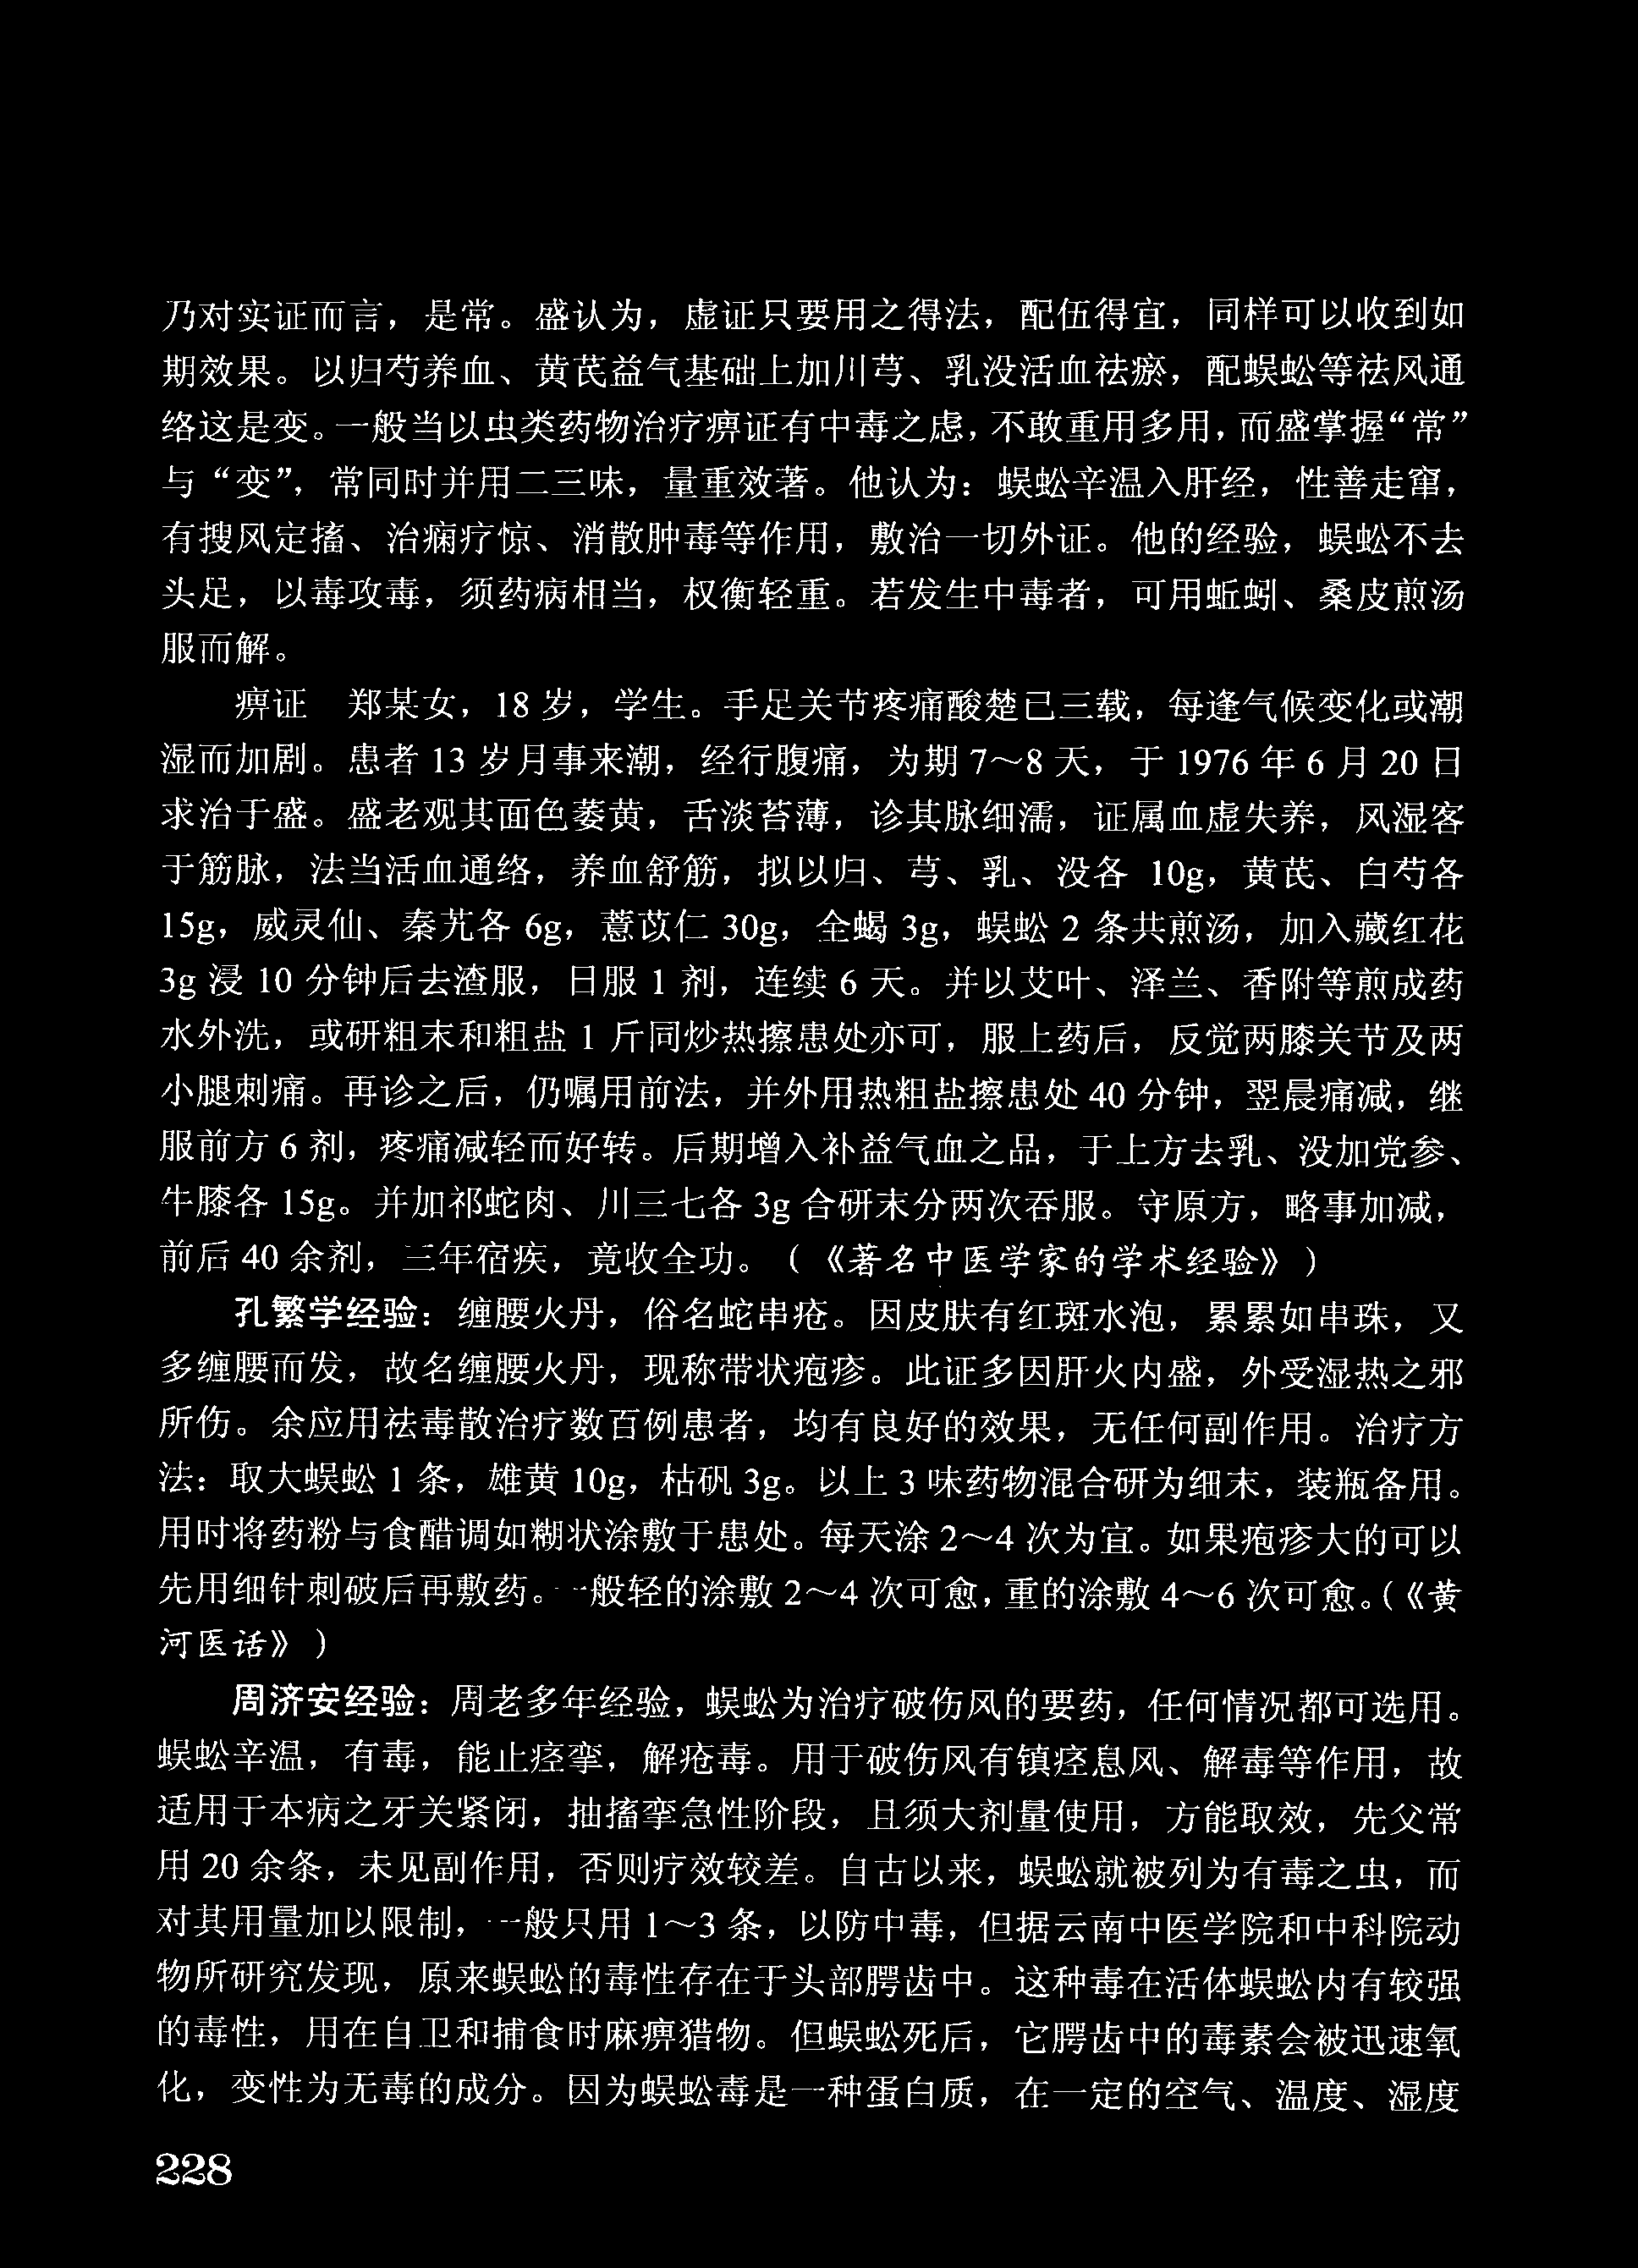 乃对实证而言，是常。盛认为，虚证只要用之得法，配伍得宜，同样可以收到如
期效果。以归芍养血、黄芪益气基础上加川芎、乳没活血祛瘀，配蜈蚣等祛风通
络这是变。一般当以虫类药物治疗痹证有中毒之虑，不敢重用多用，而盛掌握“常”
与“变”，常同时并用二三味，量重效著。他认为：蜈蚣辛温入肝经，性善走窜，
有搜风定搐、治痫疗惊、消散肿毒等作用，敷治一切外证。他的经验，蜈蚣不去
头足，以毒攻毒，须药病相当，权衡轻重。若发生中毒者，可用蚯蚓、桑皮煎汤
服而解。
痹证　郑某女，18 岁，学生。手足关节疼痛酸楚已三载，每逢气候变化或潮
湿而加剧。患者 13 岁月事来潮，经行腹痛，为期 7～8 天，于 1976 年 6 月 20 日
求治于盛。盛老观其面色萎黄，舌淡苔薄，诊其脉细濡，证属血虚失养，风湿客
于筋脉，法当活血通络，养血舒筋，拟以归、芎、乳、没各 10g，黄芪、白芍各
15g，威灵仙、秦艽各 6g，薏苡仁 30g，全蝎 3g，蜈蚣 2 条共煎汤，加入藏红花
3g 浸 10 分钟后去渣服，日服 1 剂，连续 6 天。并以艾叶、泽兰、香附等煎成药
水外洗，或研粗末和粗盐 1 斤同炒热擦患处亦可，服上药后，反觉两膝关节及两
小腿刺痛。再诊之后，仍嘱用前法，并外用热粗盐擦患处 40 分钟，翌晨痛减，继
服前方 6 剂，疼痛减轻而好转。后期增入补益气血之品，于上方去乳、没加党参、
牛膝各 15g。并加祁蛇肉、川三七各 3g 合研末分两次吞服。守原方，略事加减，
前后 40 余剂，三年宿疾，竟收全功。（《著名中医学家的学术经验》）
孔繁学经验：缠腰火丹，俗名蛇串疮。因皮肤有红斑水泡，累累如串珠，又
多缠腰而发，故名缠腰火丹，现称带状疱疹。此证多因肝火内盛，外受湿热之邪
所伤。余应用祛毒散治疗数百例患者，均有良好的效果，无任何副作用。治疗方
法：取大蜈蚣 1 条，雄黄 10g，枯矾 3g。以上 3 味药物混合研为细末，装瓶备用。
用时将药粉与食醋调如糊状涂敷于患处。每天涂 2～4 次为宜。如果疱疹大的可以
先用细针刺破后再敷药。一般轻的涂敷 2～4 次可愈，重的涂敷 4～6 次可愈。（《黄
河医话》）
周济安经验：周老多年经验，蜈蚣为治疗破伤风的要药，任何情况都可选用。
蜈蚣辛温，有毒，能止痉挛，解疮毒。用于破伤风有镇痉息风、解毒等作用，故
适用于本病之牙关紧闭，抽搐挛急性阶段，且须大剂量使用，方能取效，先父常
用 20 余条，未见副作用，否则疗效较差。自古以来，蜈蚣就被列为有毒之虫，而
对其用量加以限制，一般只用 1～3 条，以防中毒，但据云南中医学院和中科院动
物所研究发现，原来蜈蚣的毒性存在于头部腭齿中。这种毒在活体蜈蚣内有较强
的毒性，用在自卫和捕食时麻痹猎物。但蜈蚣死后，它腭齿中的毒素会被迅速氧
化，变性为无毒的成分。因为蜈蚣毒是一种蛋白质，在一定的空气、温度、湿度
228